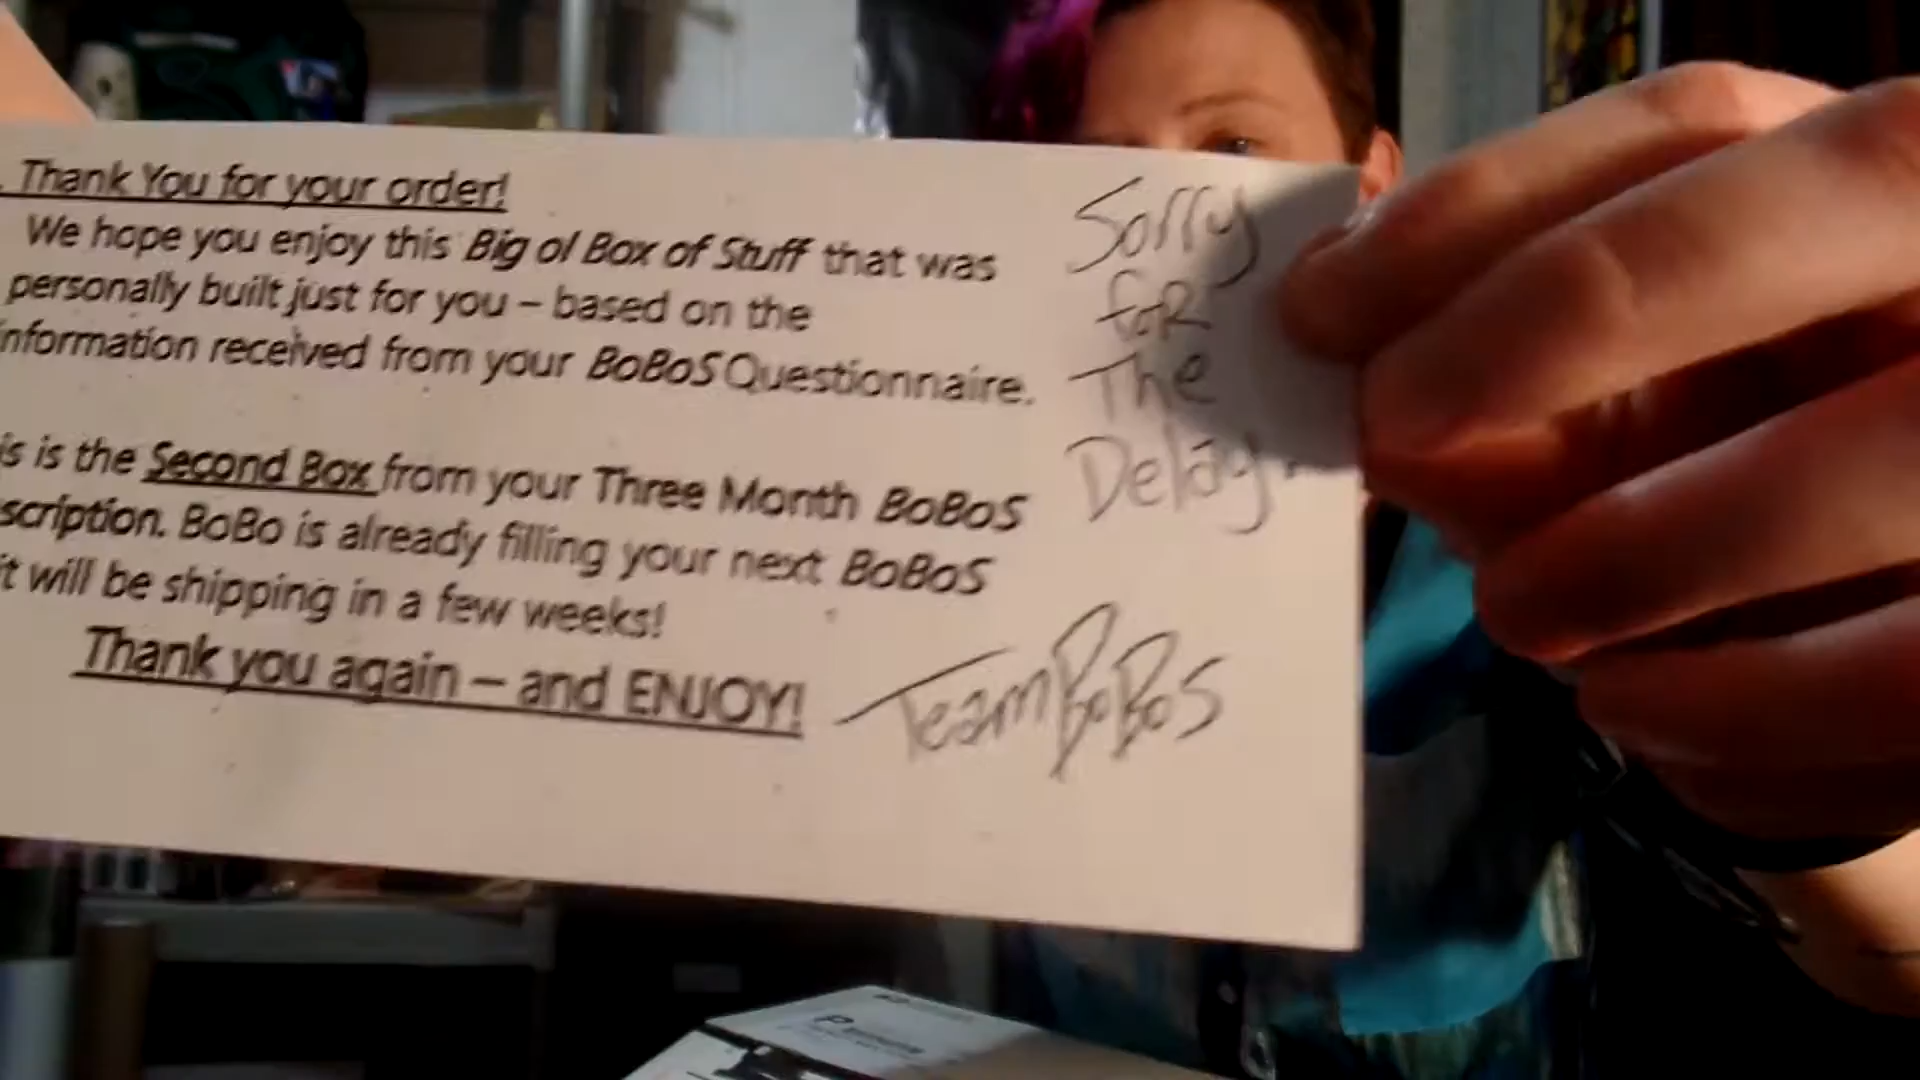 Thank You for your order!
We hope you enjoy this Big ol Box of Stuff that was
personally built just for you – based on the
nformation received from your BoBoS Questionnaire.
is is the Second Box from your Three Month BoBoS
scription. BoBo is already filling your next BoBoS
it will be shipping in a few weeks!
Thank you again – and ENJOY!
Sorry
for
The
Delay
Team BoBoS